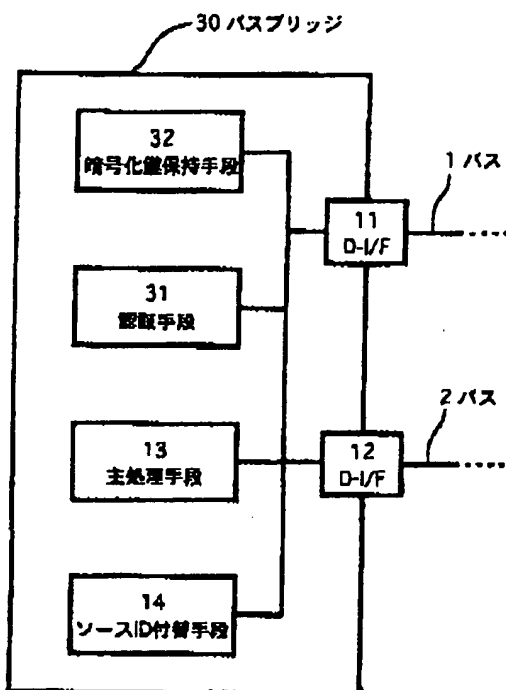 30 バスブリッジ
32
暗号化鍵保持手段
1 バス
11
D-I/F
31
認証手段
2 バス
13
主処理手段
12
D-I/F
14
ソースID付替手段